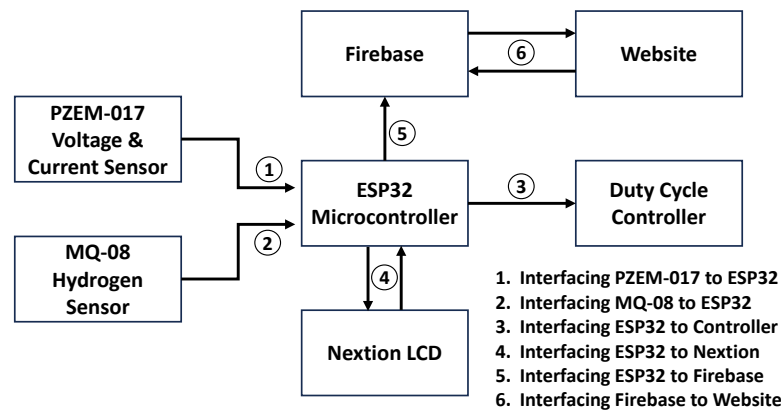 Firebase
6
Website
PZEM-017
Voltage &
Current Sensor
5
1
ESP32
Microcontroller
3
Duty Cycle
Controller
2
MQ-08
Hydrogen
Sensor
4
Nextion LCD
1. Interfacing PZEM-017 to ESP32
2. Interfacing MQ-08 to ESP32
3. Interfacing ESP32 to Controller
4. Interfacing ESP32 to Nextion
5. Interfacing ESP32 to Firebase
6. Interfacing Firebase to Website